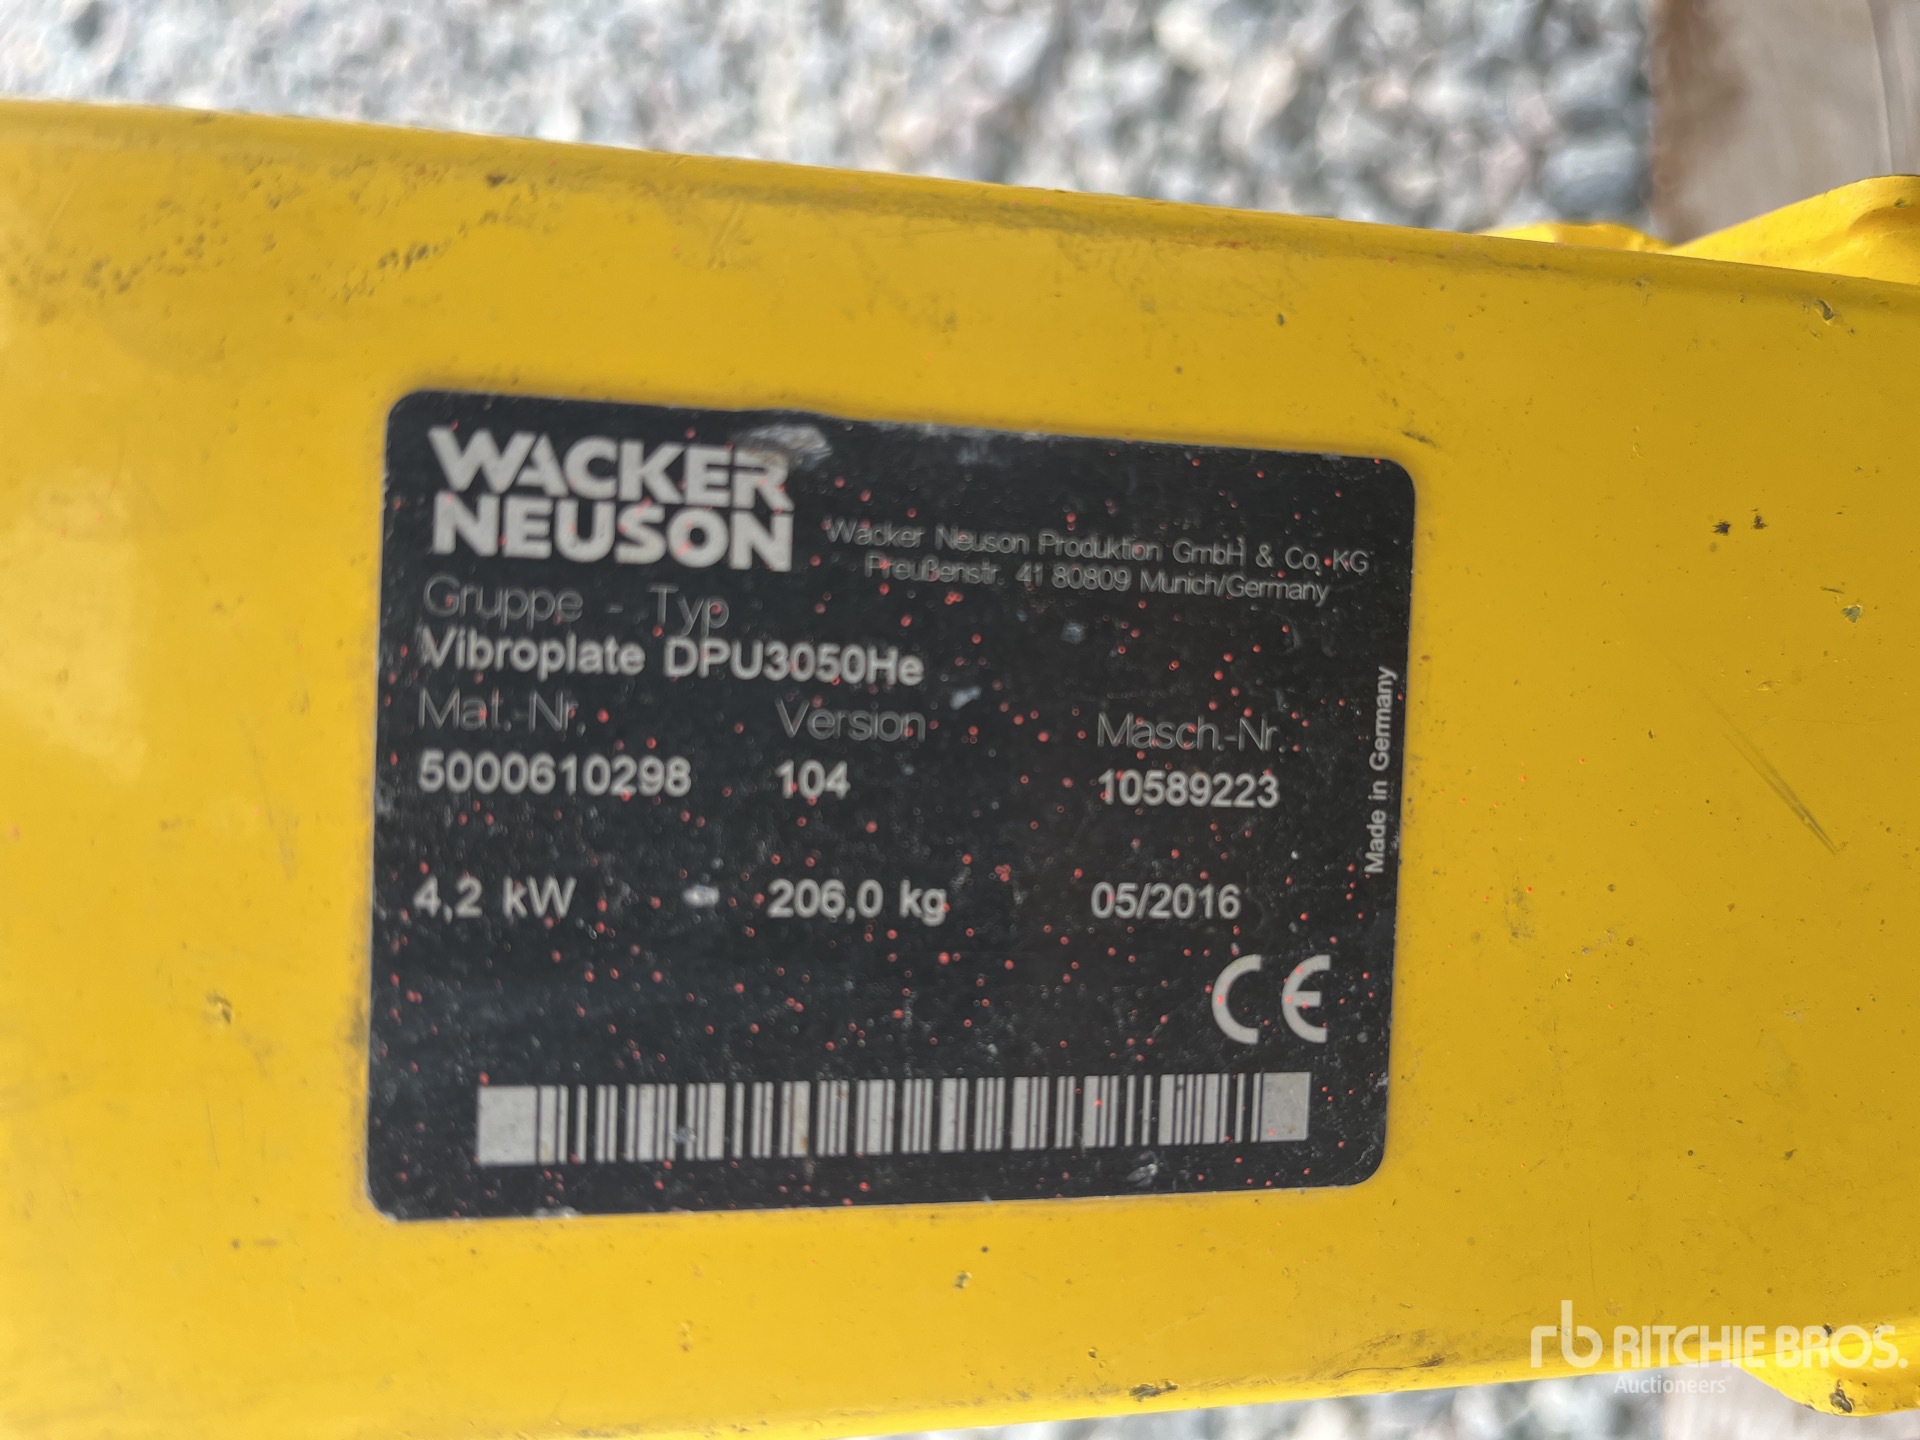 WACKER
NEUSON
Wacker Neuson Produktion GmbH & Co. KG
Preußenstr. 41 80809 Munich/Germany
Gruppe - Typ
Vibroplate DPU3050He
Mat.-Nr. Version Masch.-Nr.
5000610298 104 10589223
4,2 kW 206,0 kg 05/2016
Made in Germany
CE
rb RITCHIE BROS.
Auctioneers